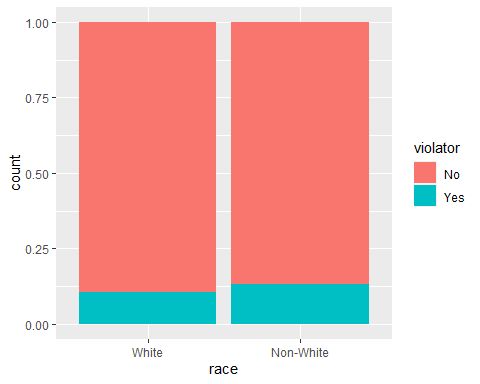 1.00
0.75
0.50
0.25
0.00
count
White
Non-White
race
violator
No
Yes